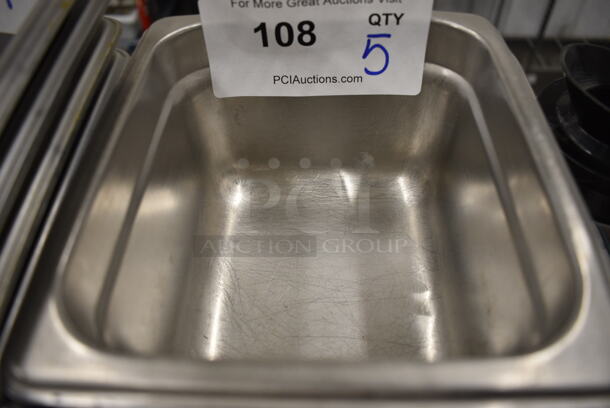 For More Great Auctions Visit
108
QTY
5
PCIAuctions.com
PCI
AUCTION GROUP